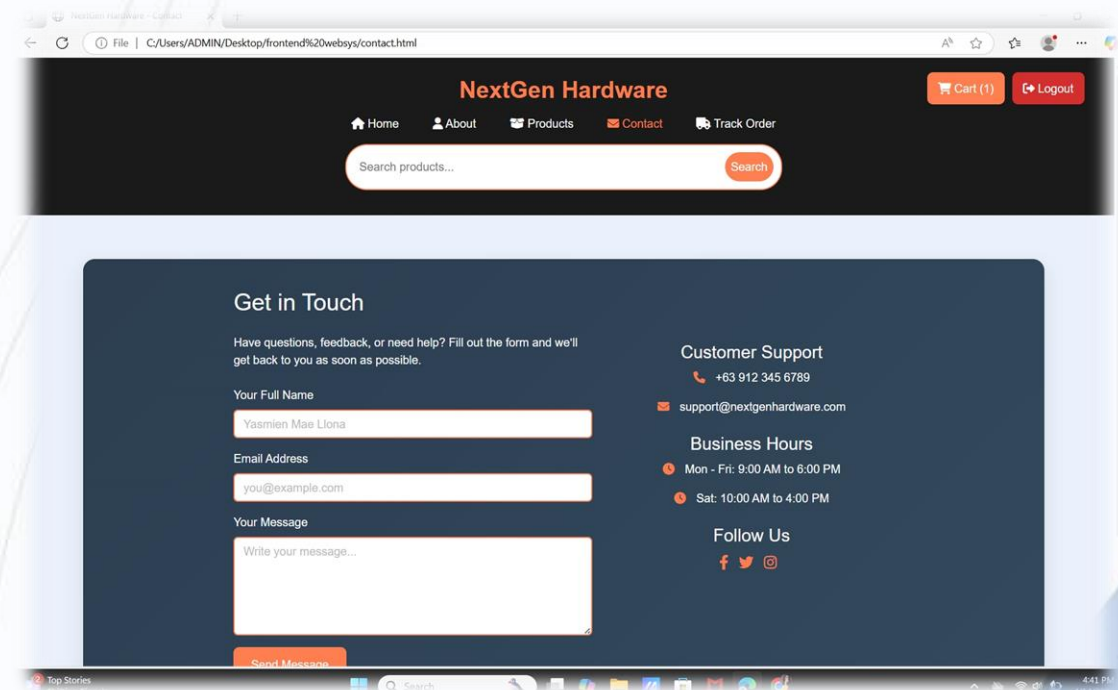 NextGen Hardware - Contact
File | C:/Users/ADMIN/Desktop/frontend%20websys/contact.html
NextGen Hardware
Cart (1)
Logout
Home
About
Products
Contact
Track Order
Search products...
Search
Get in Touch
Have questions, feedback, or need help? Fill out the form and we'll
get back to you as soon as possible.
Your Full Name
Yasmien Mae Llona
Email Address
you@example.com
Your Message
Write your message...
Send Message
Customer Support
+63 912 345 6789
support@nextgenhardware.com
Business Hours
Mon - Fri: 9:00 AM to 6:00 PM
Sat: 10:00 AM to 4:00 PM
Follow Us
2
Top Stories
Search
4:41 PM